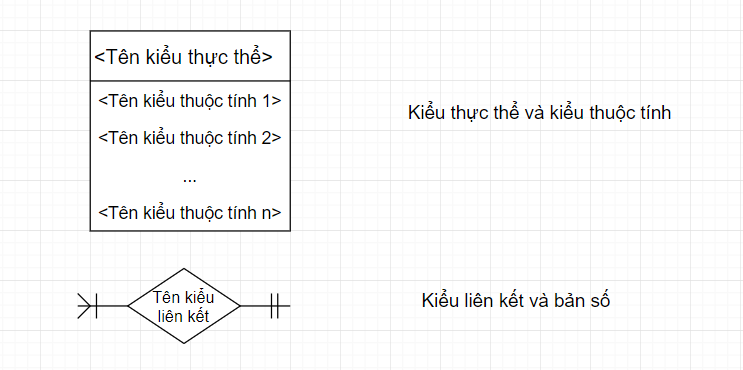 <Tên kiểu thực thể>
<Tên kiểu thuộc tính 1>
<Tên kiểu thuộc tính 2>
...
<Tên kiểu thuộc tính n>
Kiểu thực thể và kiểu thuộc tính
Tên kiểu
liên kết
Kiểu liên kết và bản số